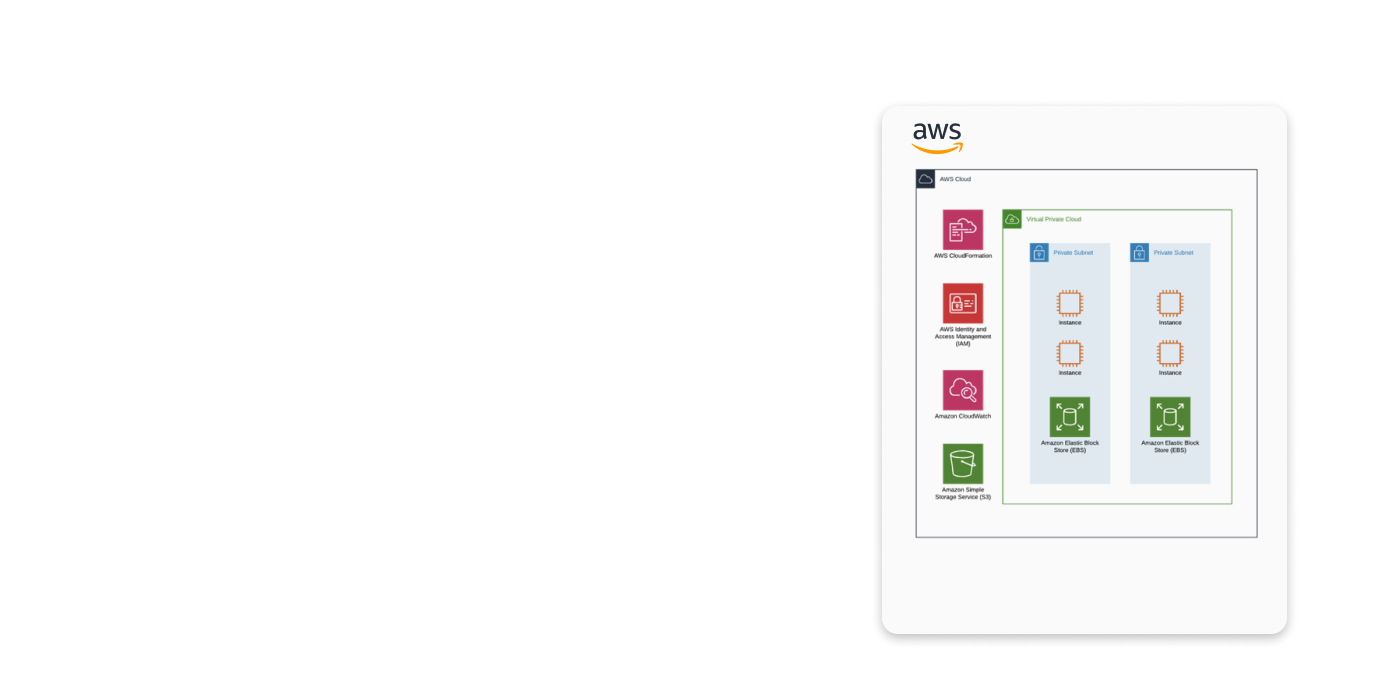 aws
AWS Cloud
Virtual Private Cloud
AWS CloudFormation
AWS Identity and
Access Management
(IAM)
Amazon CloudWatch
Amazon Simple
Storage Service (S3)
Private Subnet
Instance
Instance
Amazon Elastic Block
Store (EBS)
Private Subnet
Instance
Instance
Amazon Elastic Block
Store (EBS)